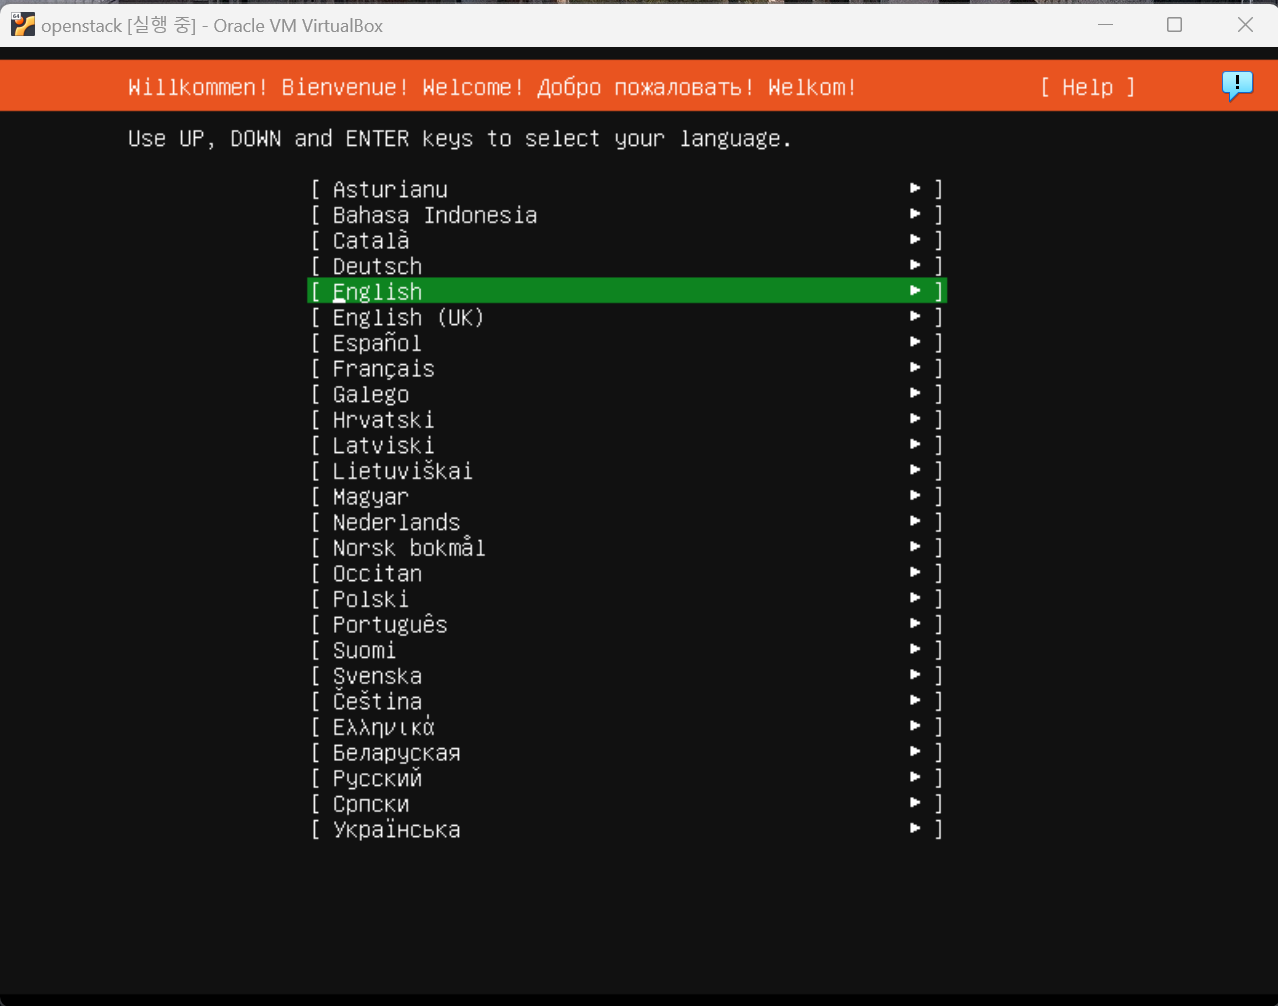 openstack [실행 중] - Oracle VM VirtualBox
Willkommen! Bienvenue! Welcome! Добро пожаловать! Welkom! [ Help ]
Use UP, DOWN and ENTER keys to select your language.
[ Asturianu ► ]
[ Bahasa Indonesia ► ]
[ Català ► ]
[ Deutsch ► ]
[ English ► ]
[ English (UK) ► ]
[ Español ► ]
[ Français ► ]
[ Galego ► ]
[ Hrvatski ► ]
[ Latviski ► ]
[ Lietuviškai ► ]
[ Magyar ► ]
[ Nederlands ► ]
[ Norsk bokmål ► ]
[ Occitan ► ]
[ Polski ► ]
[ Português ► ]
[ Suomi ► ]
[ Svenska ► ]
[ Čeština ► ]
[ Ελληνικά ► ]
[ Беларуская ► ]
[ Русский ► ]
[ Српски ► ]
[ Українська ► ]